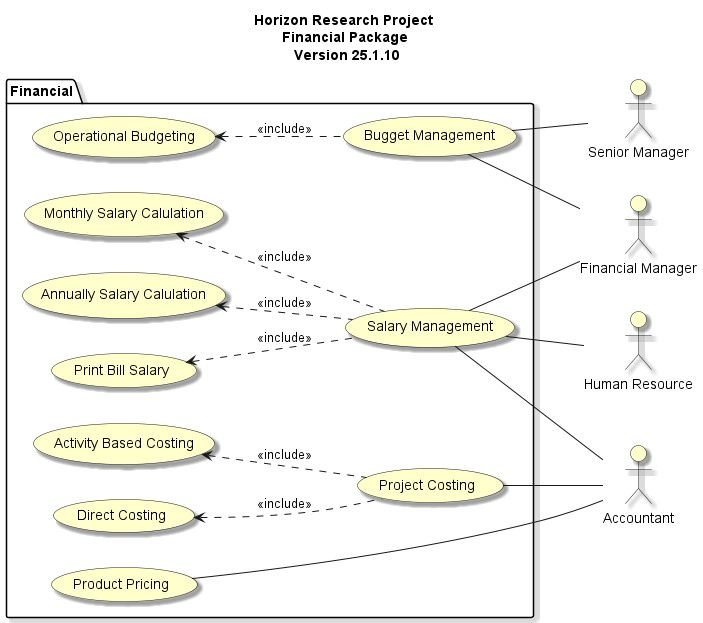 Horizon Research Project
Financial Package
Version 25.1.10
Financial
Operational Budgeting
«include»
Bugget Management
Senior Manager
Monthly Salary Calulation
«include»
Financial Manager
Annually Salary Calulation
«include»
Salary Management
«include»
Print Bill Salary
Human Resource
Activity Based Costing
«include»
Project Costing
«include»
Direct Costing
Accountant
Product Pricing